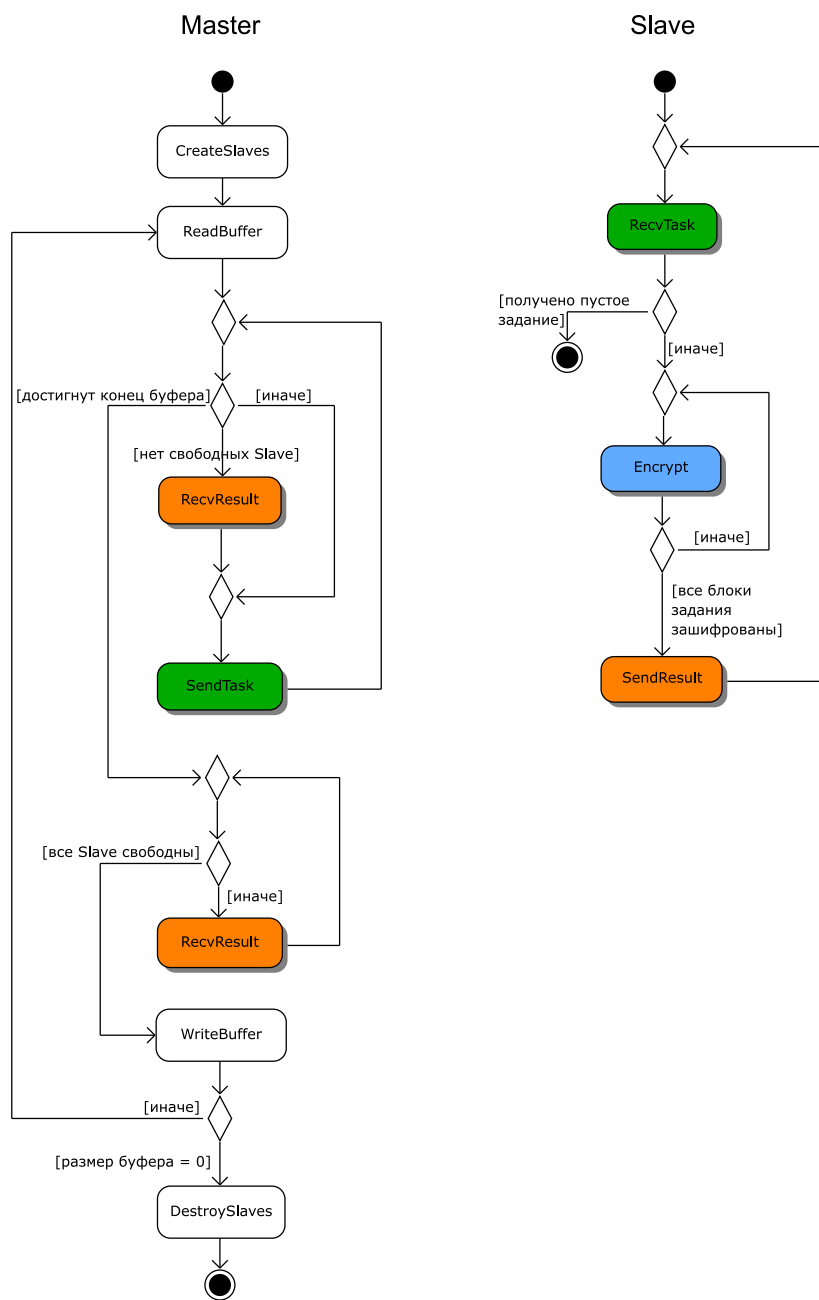 Master
CreateSlaves
ReadBuffer
[достигнут конец буфера]
[иначе]
[нет свободных Slave]
RecvResult
SendTask
[все Slave свободны]
[иначе]
RecvResult
WriteBuffer
[иначе]
[размер буфера = 0]
DestroySlaves
Slave
RecvTask
[получено пустое
задание]
[иначе]
Encrypt
[иначе]
[все блоки
задания
зашифрованы]
SendResult